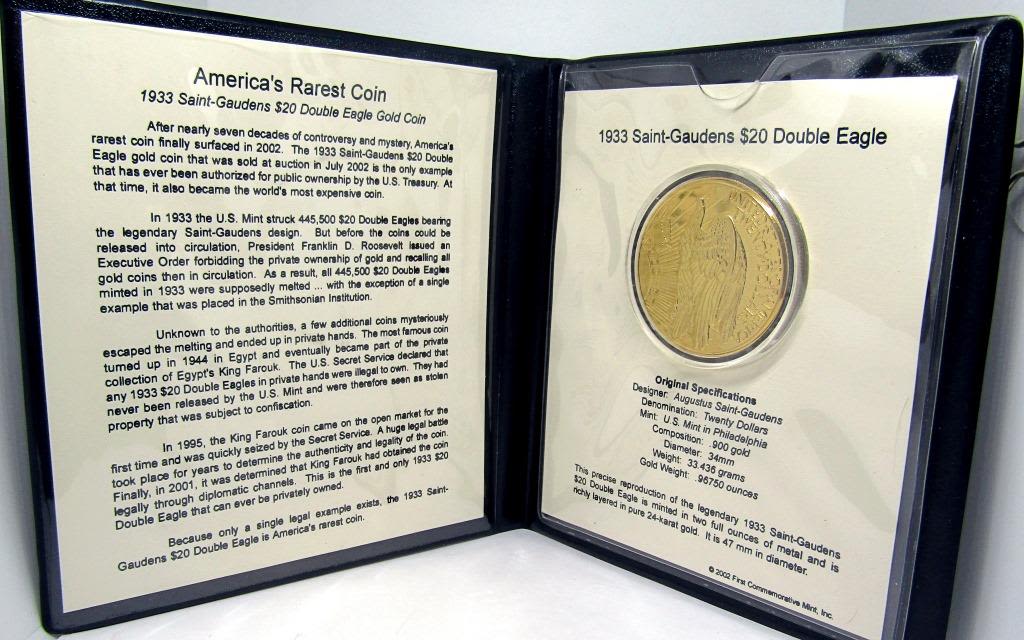 America's Rarest Coin
1933 Saint-Gaudens $20 Double Eagle Gold Coin
After nearly seven decades of controversy and mystery, America's
rarest coin finally surfaced in 2002. The 1933 Saint-Gaudens $20 Double
Eagle gold coin that was sold at auction in July 2002 is the only example
that has ever been authorized for public ownership by the U.S. Treasury. At
that time, it also became the world's most expensive coin.
In 1933 the U.S. Mint struck 445,500 $20 Double Eagles bearing
the legendary Saint-Gaudens design. But before the coins could be
released into circulation, President Franklin D. Roosevelt issued an
Executive Order forbidding the private ownership of gold and recalling all
gold coins then in circulation. As a result, all 445,500 $20 Double Eagles
minted in 1933 were supposedly melted ... with the exception of a single
example that was placed in the Smithsonian Institution.
Unknown to the authorities, a few additional coins mysteriously
escaped the melting and ended up in private hands. The most famous coin
turned up in 1944 in Egypt and eventually became part of the private
collection of Egypt's King Farouk. The U.S. Secret Service declared that
any 1933 $20 Double Eagles in private hands were illegal to own. They had
never been released by the U.S. Mint and were therefore seen as stolen
property that was subject to confiscation.
In 1995, the King Farouk coin came on the open market for the
first time and was quickly seized by the Secret Service. A huge legal battle
took place for years to determine the authenticity and legality of the coin.
Finally, in 2001, it was determined that King Farouk had obtained the coin
legally through diplomatic channels. This is the first and only 1933 $20
Double Eagle that can ever be privately owned.
Because only a single legal example exists, the 1933 Saint-
Gaudens $20 Double Eagle is America's rarest coin.
1933 Saint-Gaudens $20 Double Eagle
Original Specifications
Designer: Augustus Saint-Gaudens
Denomination: Twenty Dollars
Mint: U.S. Mint in Philadelphia
Composition: .900 gold
Diameter: 34mm
Weight: 33.436 grams
Gold Weight: .96750 ounces
This precise reproduction of the legendary 1933 Saint-Gaudens
$20 Double Eagle is minted in two full ounces of metal and is
richly layered in pure 24-karat gold. It is 47 mm in diameter.
© 2002 First Commemorative Mint, Inc.